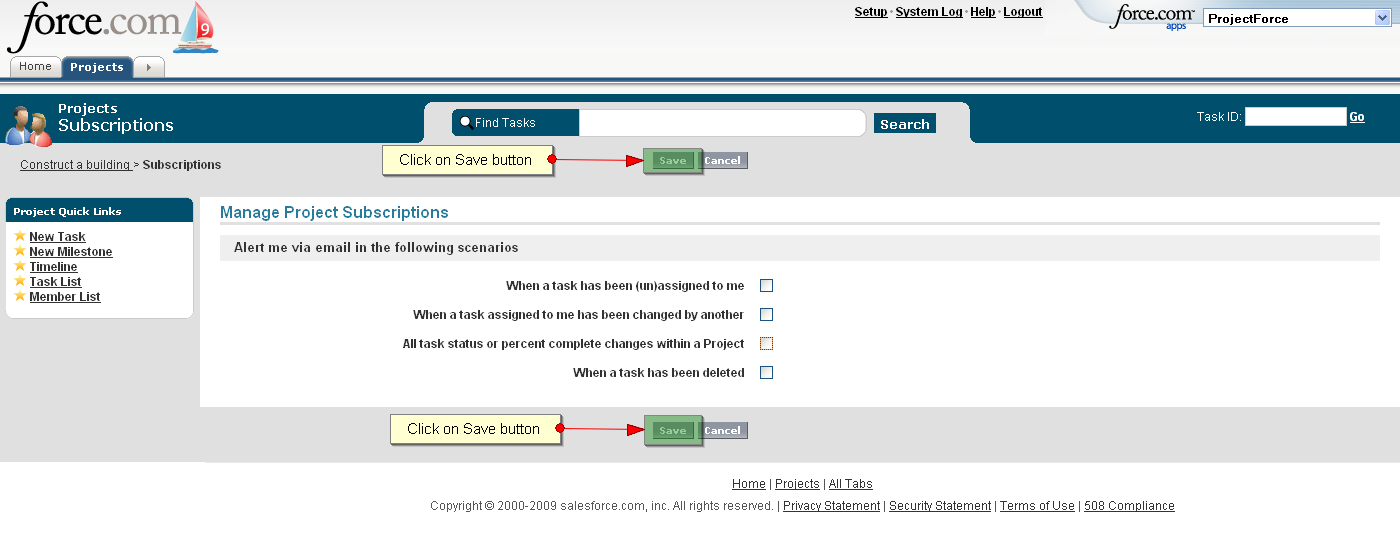 force.com 9
Setup · System Log · Help · Logout
force.com apps
ProjectForce
Home Projects
Projects
Subscriptions
Find Tasks
Search
Task ID: Go
Construct a building > Subscriptions
Click on Save button
Save Cancel
Project Quick Links
New Task
New Milestone
Timeline
Task List
Member List
Manage Project Subscriptions
Alert me via email in the following scenarios
When a task has been (un)assigned to me
When a task assigned to me has been changed by another
All task status or percent complete changes within a Project
When a task has been deleted
Click on Save button
Save Cancel
Home | Projects | All Tabs
Copyright © 2000-2009 salesforce.com, inc. All rights reserved. | Privacy Statement | Security Statement | Terms of Use | 508 Compliance